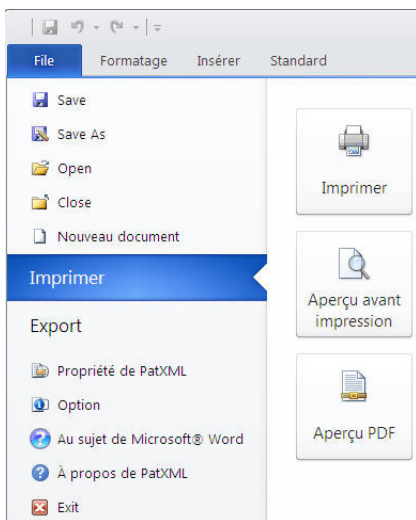 File Formatage Insérer Standard
Save
Save As
Open
Close
Nouveau document
Imprimer
Export
Propriété de PatXML
Option
Au sujet de Microsoft® Word
À propos de PatXML
Exit
Imprimer
Aperçu avant
impression
Aperçu PDF